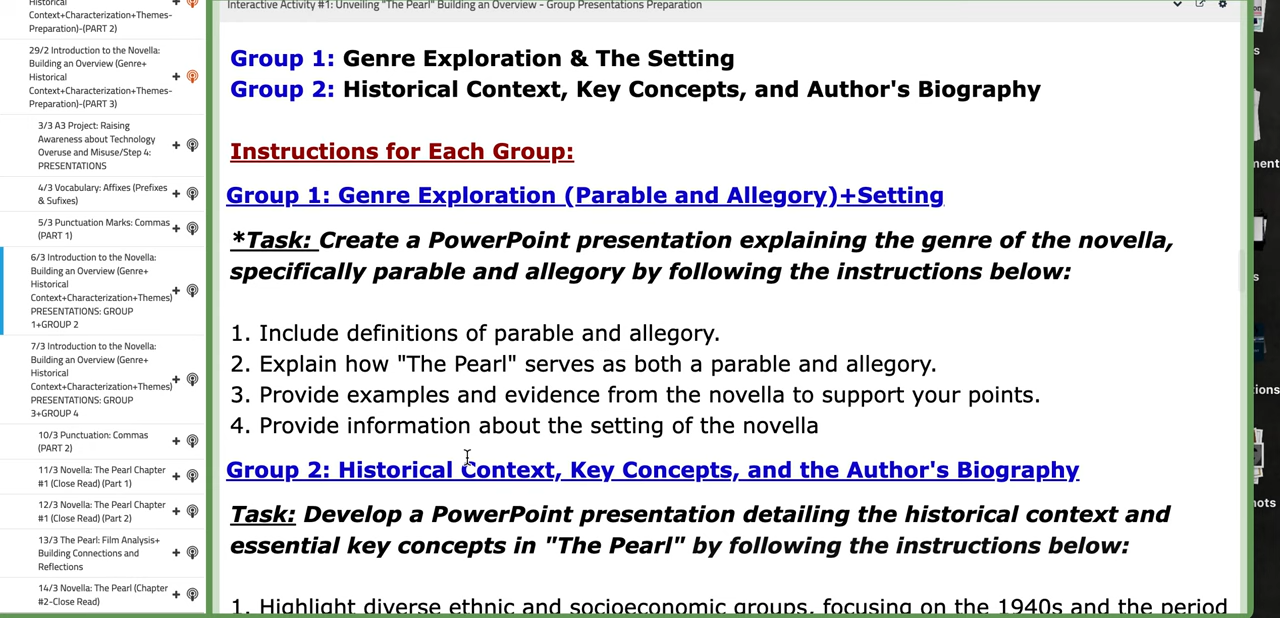 Historical
Context+Characterization+Themes-
Preparation)-(PART 2)
29/2 Introduction to the Novella:
Building an Overview (Genre+
Historical
Context+Characterization+Themes-
Preparation)-(PART 3)
3/3 A3 Project: Raising
Awareness about Technology
Overuse and Misuse/Step 4:
PRESENTATIONS
4/3 Vocabulary: Affixes (Prefixes
& Sufixes)
5/3 Punctuation Marks: Commas
(PART 1)
6/3 Introduction to the Novella:
Building an Overview (Genre+
Historical
Context+Characterization+Themes)
PRESENTATIONS: GROUP
1+GROUP 2
7/3 Introduction to the Novella:
Building an Overview (Genre+
Historical
Context+Characterization+Themes)
PRESENTATIONS: GROUP
3+GROUP 4
10/3 Punctuation: Commas
(PART 2)
11/3 Novella: The Pearl Chapter
#1 (Close Read) (Part 1)
12/3 Novella: The Pearl Chapter
#1 (Close Read) (Part 2)
13/3 The Pearl: Film Analysis+
Building Connections and
Reflections
14/3 Novella: The Pearl (Chapter
#2-Close Read)
Interactive Activity #1: Unveiling "The Pearl" Building an Overview - Group Presentations Preparation
Group 1: Genre Exploration & The Setting
Group 2: Historical Context, Key Concepts, and Author's Biography
Instructions for Each Group:
Group 1: Genre Exploration (Parable and Allegory)+Setting
*Task: Create a PowerPoint presentation explaining the genre of the novella,
specifically parable and allegory by following the instructions below:
1. Include definitions of parable and allegory.
2. Explain how "The Pearl" serves as both a parable and allegory.
3. Provide examples and evidence from the novella to support your points.
4. Provide information about the setting of the novella
Group 2: Historical Context, Key Concepts, and the Author's Biography
Task: Develop a PowerPoint presentation detailing the historical context and
essential key concepts in "The Pearl" by following the instructions below:
1. Highlight diverse ethnic and socioeconomic groups, focusing on the 1940s and the period